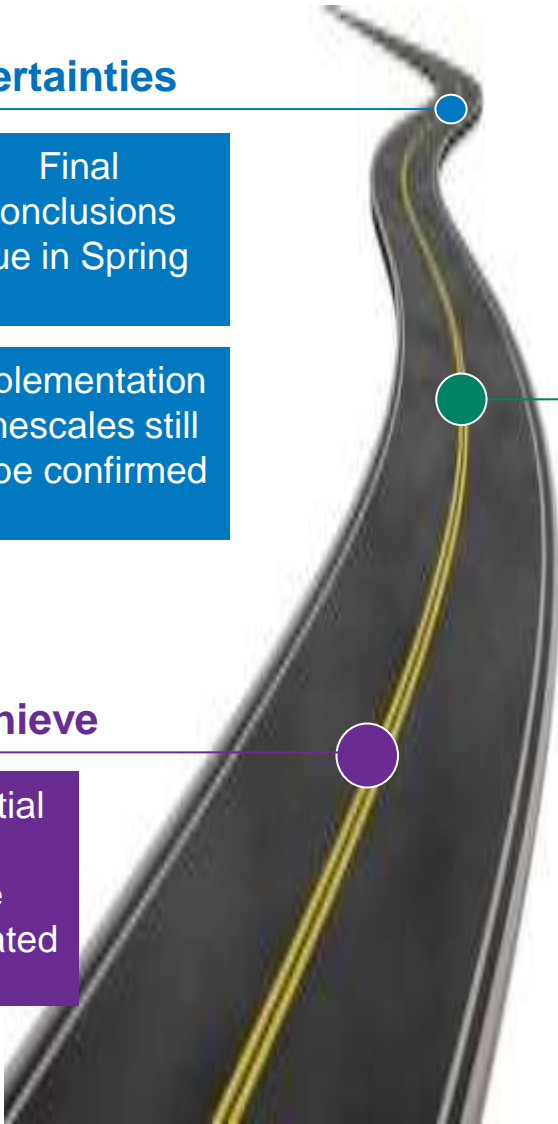 ertainties
Final
onclusions
ue in Spring
plementation
nescales still
be confirmed
hieve
tial
e
ated